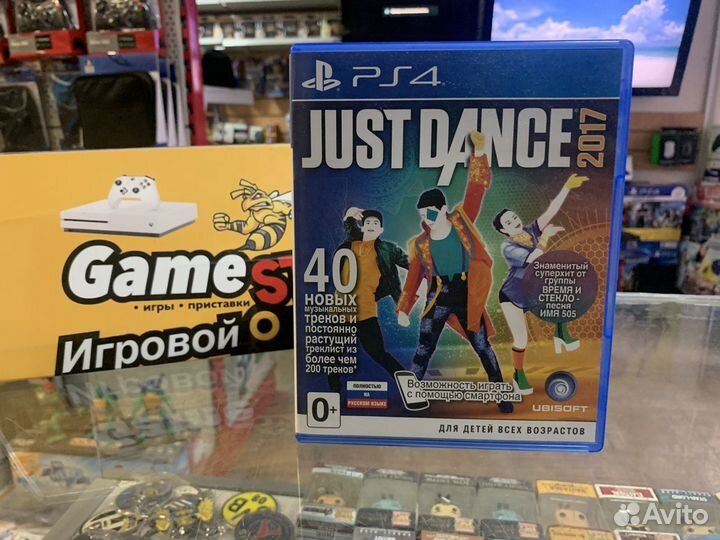 PS4
JUST DANCE
2017
40
НОВЫХ
музыкальных
треков и
постоянно
растущий
треклист из
более чем
200 треков*
Знаменитый
суперхит от
группы
ВРЕМЯ И
СТЕКЛО -
песня
ИМЯ 505
ПОЛНОСТЬЮ
НА
РУССКОМ ЯЗЫКЕ
Возможность играть
с помощью смартфона
UBISOFT
0+
ДЛЯ ДЕТЕЙ ВСЕХ ВОЗРАСТОВ
Game
• игры • приставки
Игровой
PS4
Avito